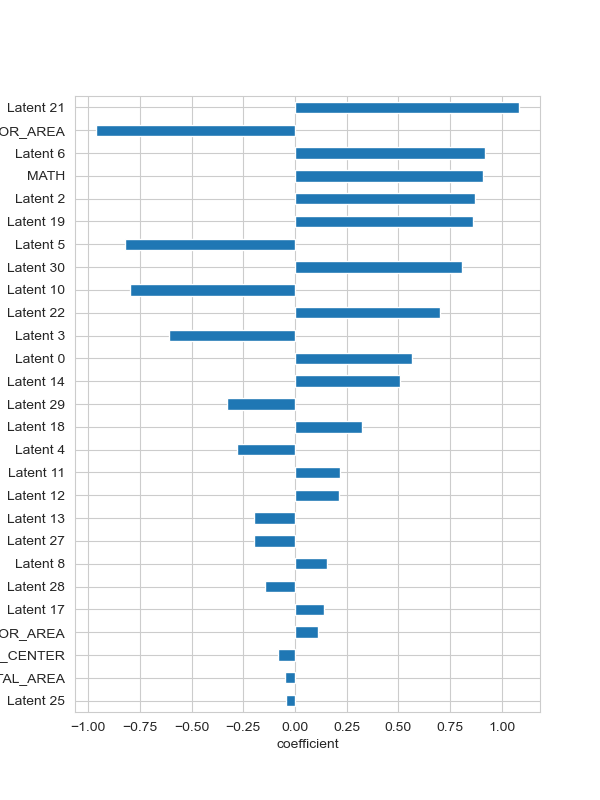 Latent 21
OR_AREA
Latent 6
MATH
Latent 2
Latent 19
Latent 5
Latent 30
Latent 10
Latent 22
Latent 3
Latent 0
Latent 14
Latent 29
Latent 18
Latent 4
Latent 11
Latent 12
Latent 13
Latent 27
Latent 8
Latent 28
Latent 17
OR_AREA
_CENTER
TAL_AREA
Latent 25
−1.00 −0.75 −0.50 −0.25 0.00 0.25 0.50 0.75 1.00
coefficient